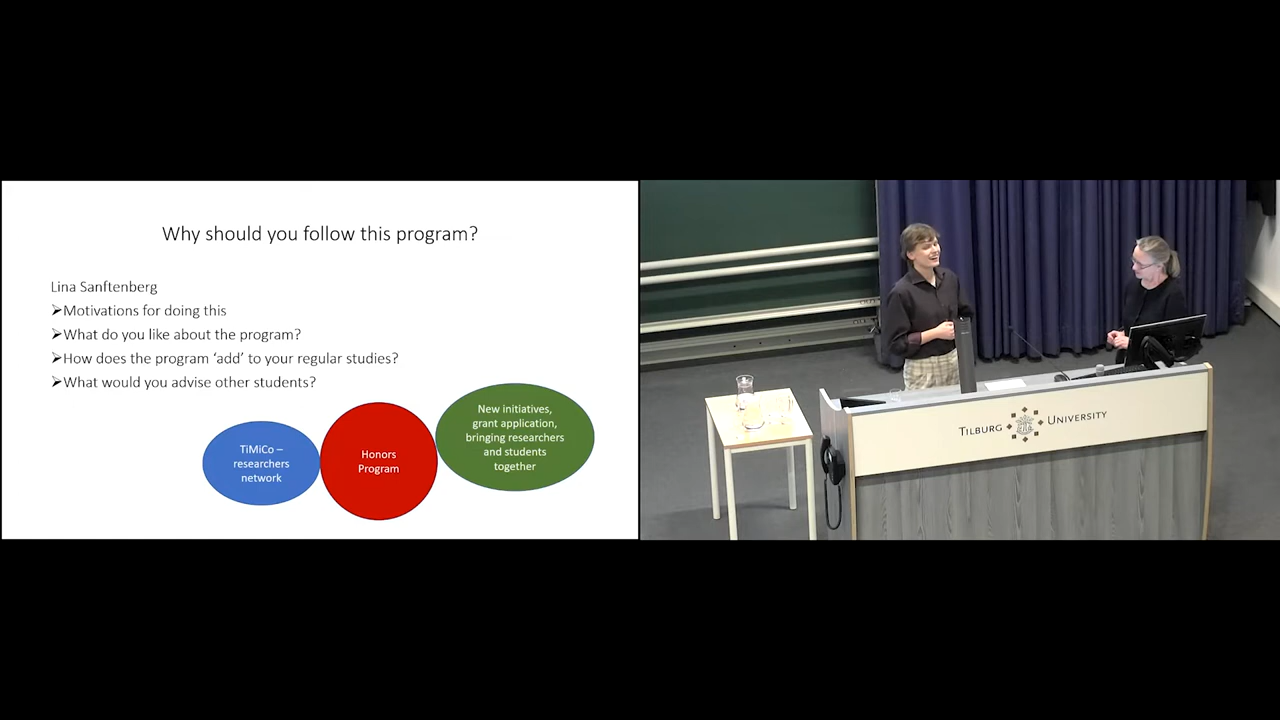 Why should you follow this program?
Lina Sanftenberg
➤Motivations for doing this
➤What do you like about the program?
➤How does the program ‘add’ to your regular studies?
➤What would you advise other students?
TiMiCo –
researchers
network
Honors
Program
New initiatives,
grant application,
bringing researchers
and students
together
TILBURG UNIVERSITY